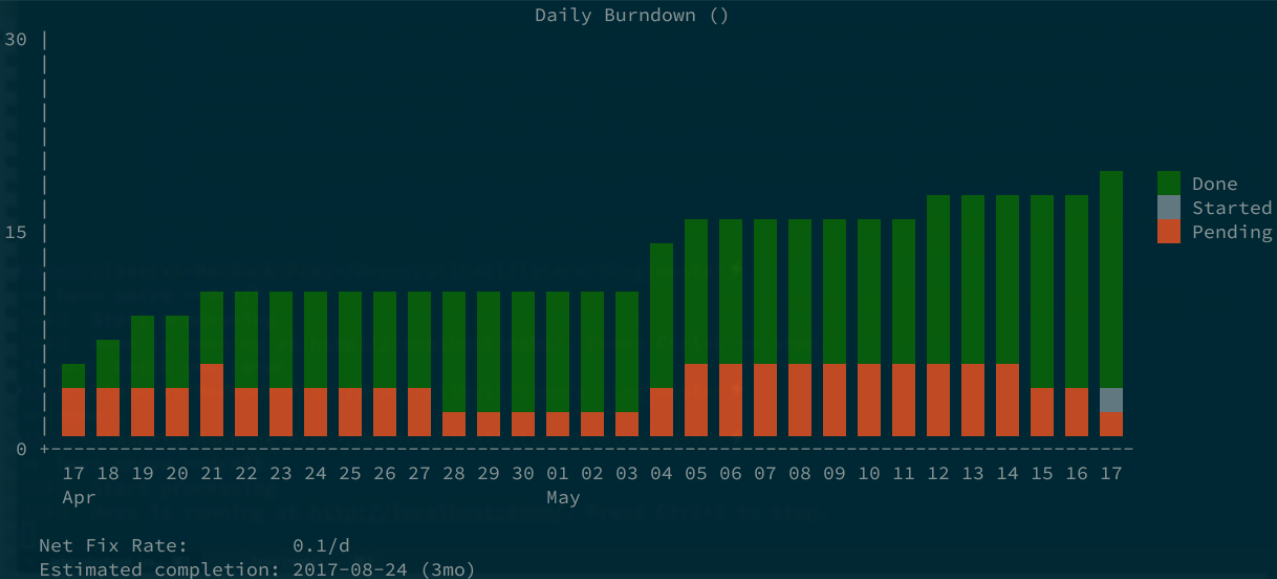 Daily Burndown ()
30
Done
Started
15
Pending
0
17 18 19 20 21 22 23 24 25 26 27 28 29 30 01 02 03 04 05 06 07 08 09 10 11 12 13 14 15 16 17
Apr May
Net Fix Rate: 0.1/d
Estimated completion: 2017-08-24 (3mo)